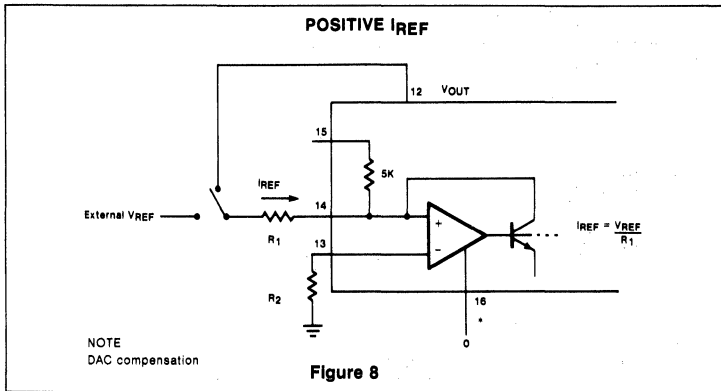 POSITIVE IREF
12 VOUT
15
5K
IREF
External VREF
14
+
IREF = VREF
R1
R1
13
−
R2
16
*
0
NOTE
DAC compensation
Figure 8